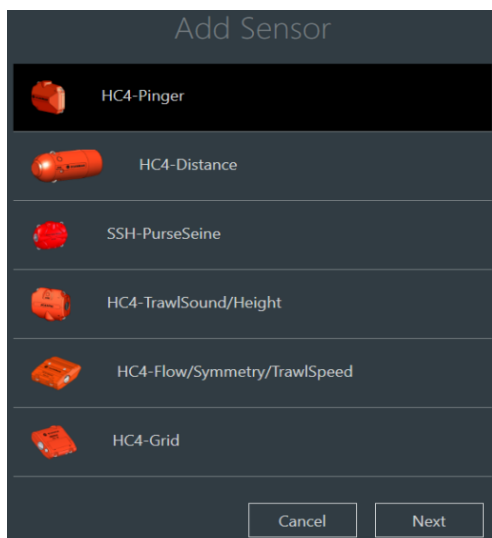 Add Sensor
HC4-Pinger
HC4-Distance
SSH-PurseSeine
HC4-TrawlSound/Height
HC4-Flow/Symmetry/TrawlSpeed
HC4-Grid
Cancel
Next